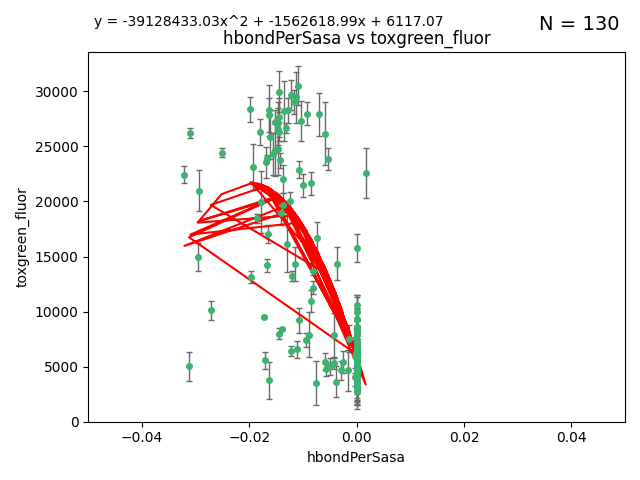 y = -39128433.03x^2 + -1562618.99x + 6117.07
N = 130
hbondPerSasa vs toxgreen_fluor
toxgreen_fluor
30000
25000
20000
15000
10000
5000
0
−0.04
−0.02
0.00
0.02
0.04
hbondPerSasa